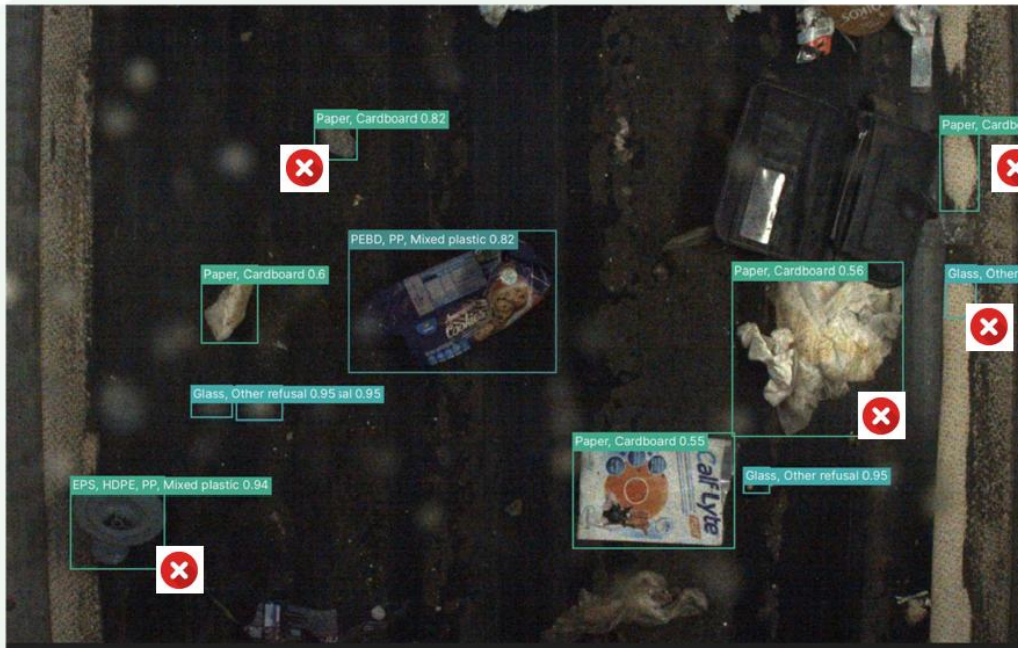 Paper, Cardboard 0.82
Paper, Cardb
PEBD, PP, Mixed plastic 0.82
Paper, Cardboard 0.6
Paper, Cardboard 0.56
Glass, Other
Cookies
Glass, Other refusal 0.95 al 0.95
Paper, Cardboard 0.55
Calf Lyte
Glass, Other refusal 0.95
EPS, HDPE, PP, Mixed plastic 0.94